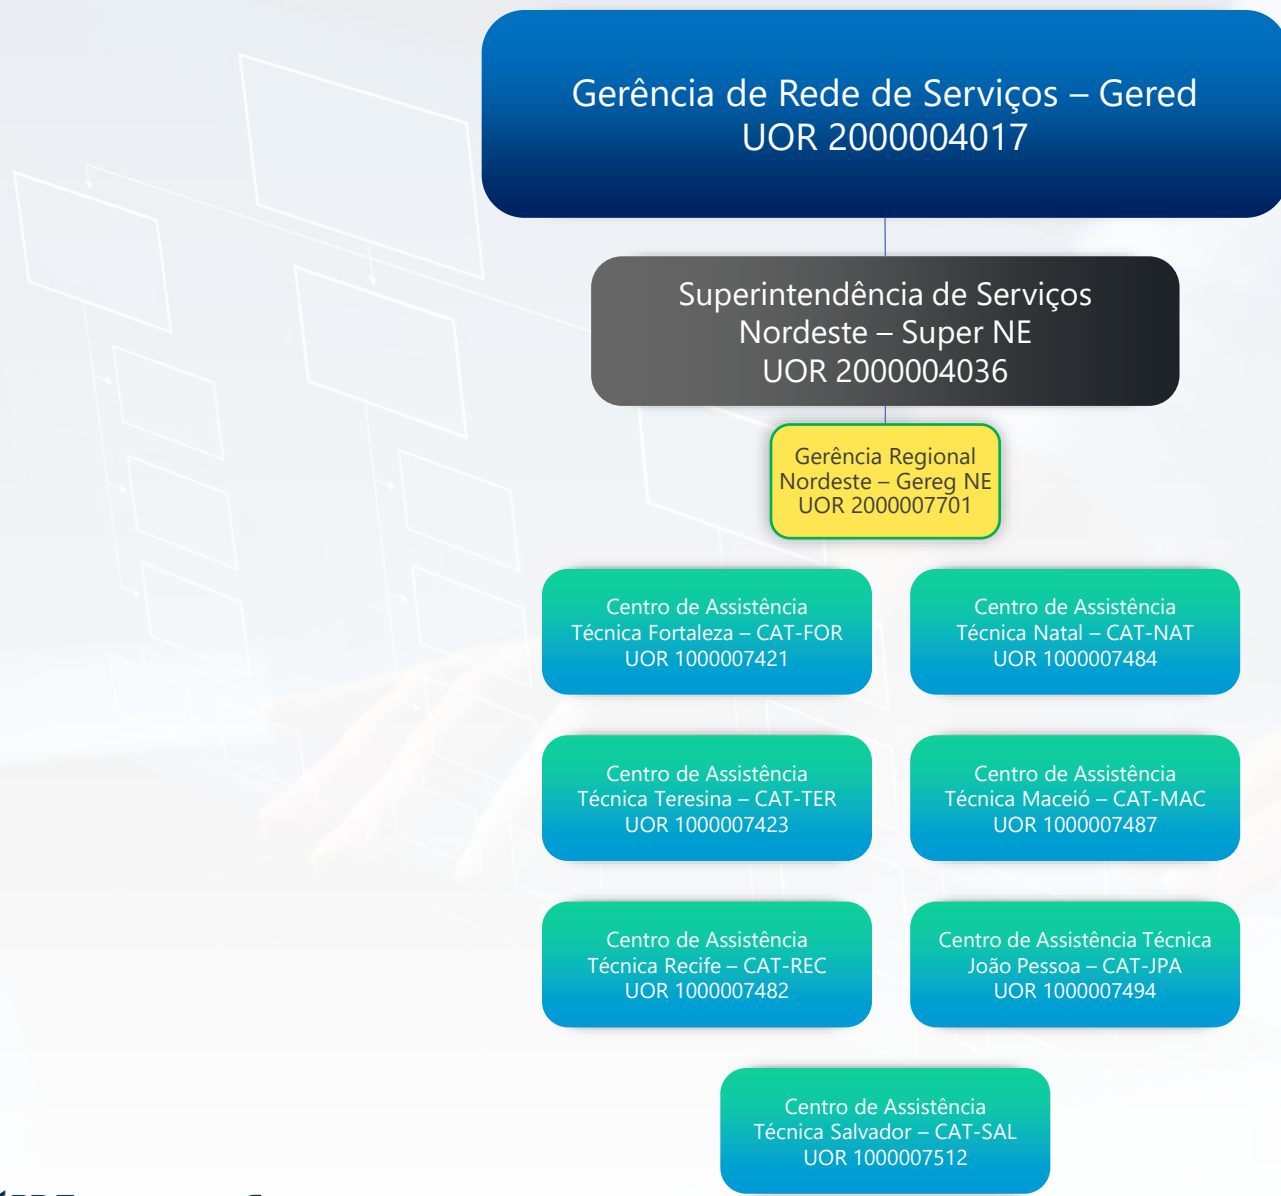 Gerência de Rede de Serviços – Gered
UOR 2000004017
Superintendência de Serviços
Nordeste – Super NE
UOR 2000004036
Gerência Regional
Nordeste – Gereg NE
UOR 2000007701
Centro de Assistência
Técnica Fortaleza – CAT-FOR
UOR 1000007421
Centro de Assistência
Técnica Natal – CAT-NAT
UOR 1000007484
Centro de Assistência
Técnica Teresina – CAT-TER
UOR 1000007423
Centro de Assistência
Técnica Maceió – CAT-MAC
UOR 1000007487
Centro de Assistência
Técnica Recife – CAT-REC
UOR 1000007482
Centro de Assistência Técnica
João Pessoa – CAT-JPA
UOR 1000007494
Centro de Assistência
Técnica Salvador – CAT-SAL
UOR 1000007512